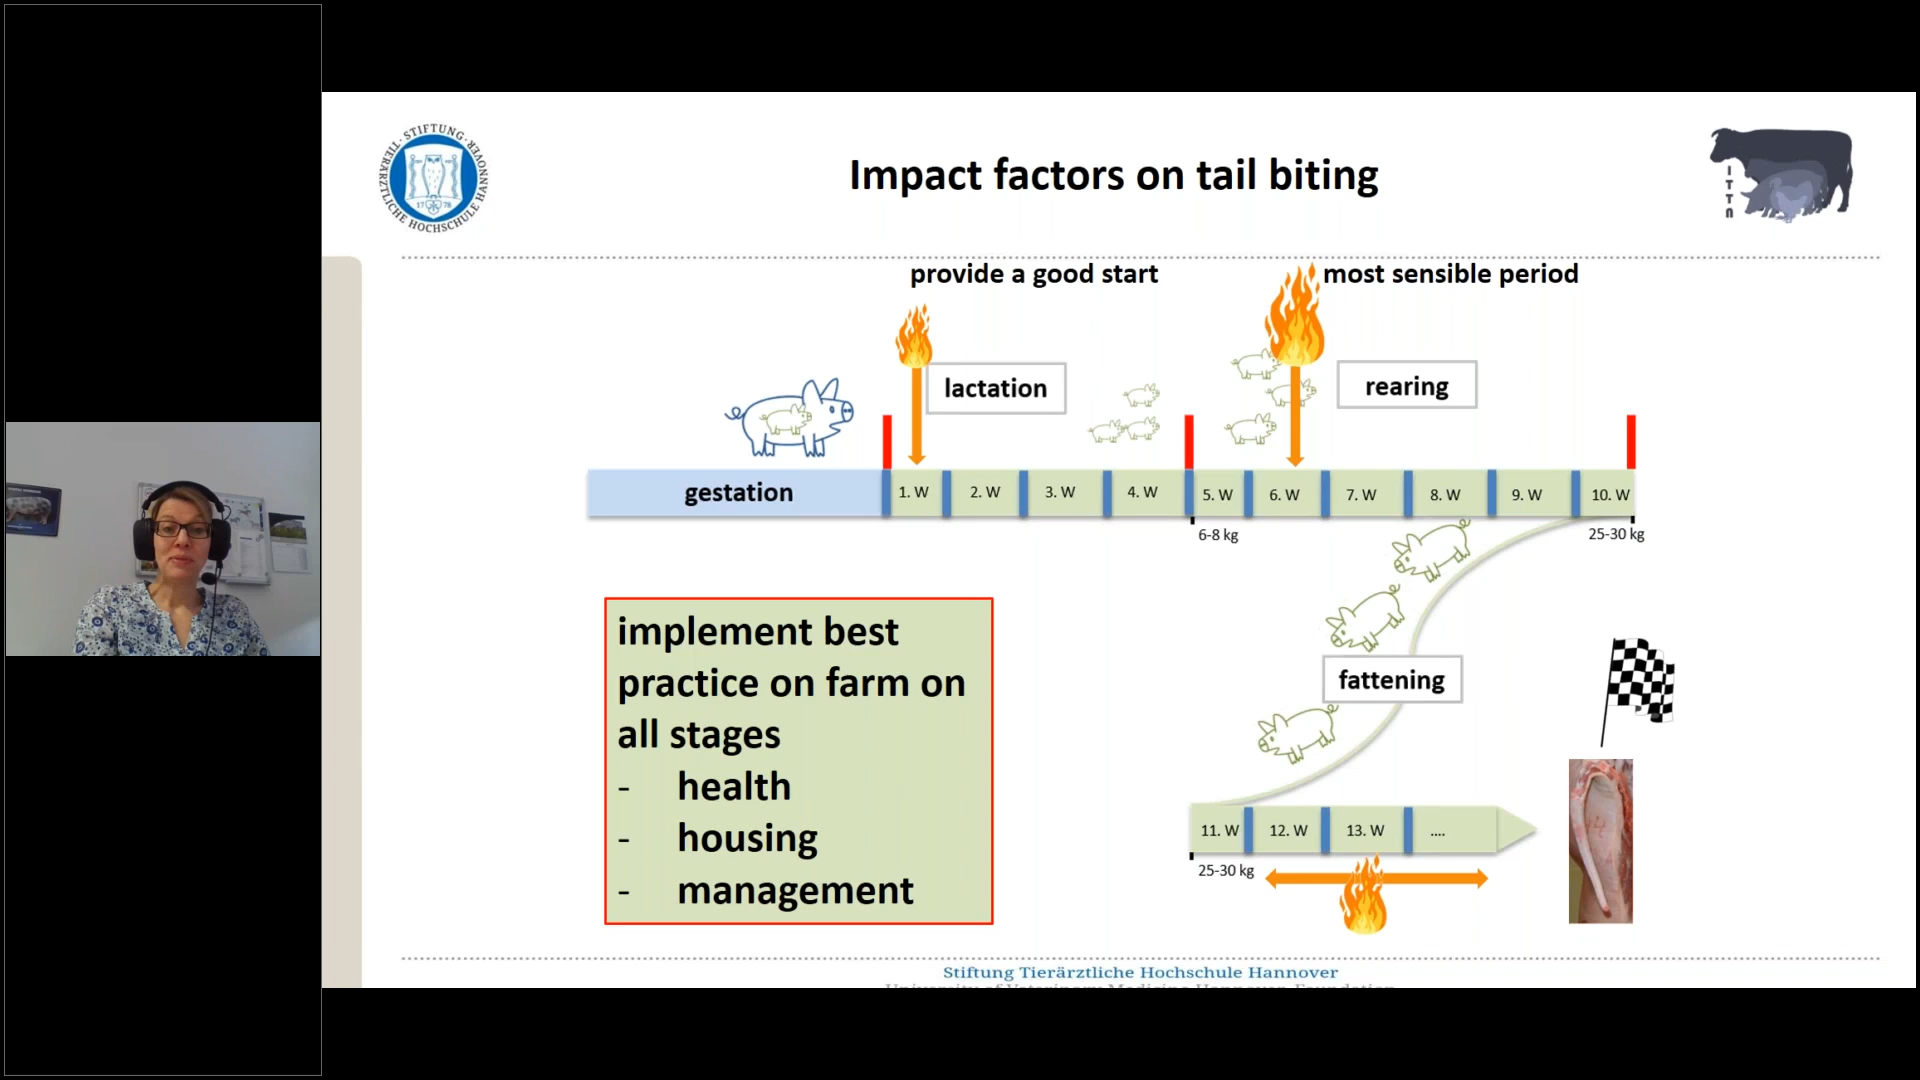 STIFTUNG · TIERÄRZTLICHE HOCHSCHULE HANNOVER
1778
Impact factors on tail biting
ITTN
provide a good start
most sensible period
lactation
rearing
gestation
1. W
2. W
3. W
4. W
5. W
6. W
7. W
8. W
9. W
10. W
6-8 kg
25-30 kg
implement best
practice on farm on
all stages
- health
- housing
- management
fattening
11. W
12. W
13. W
....
25-30 kg
Stiftung Tierärztliche Hochschule Hannover
University of Veterinary Medicine Hannover, Foundation